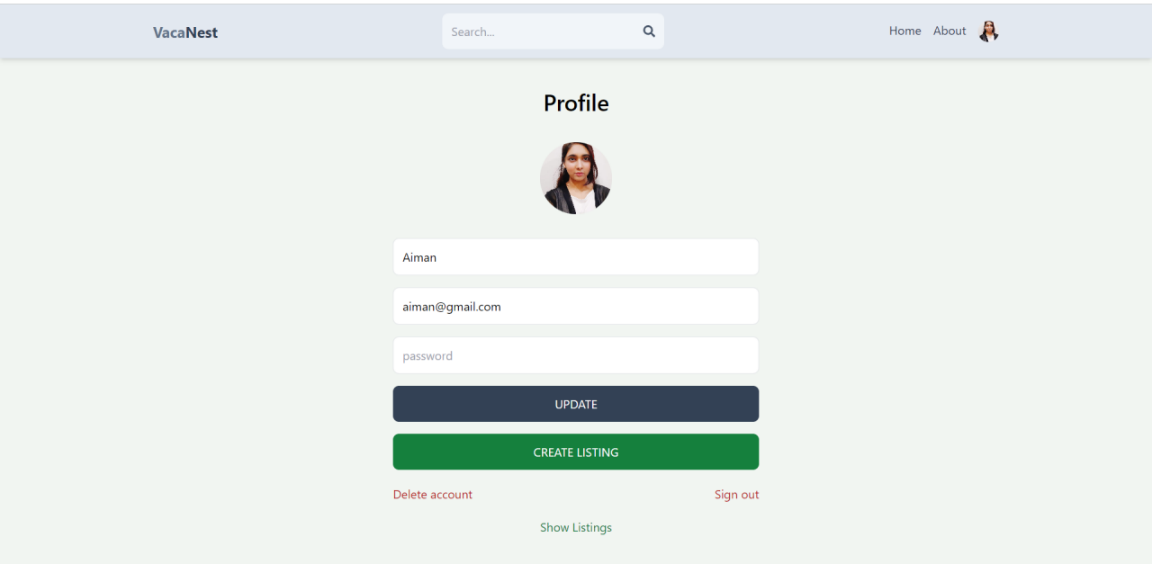 VacaNest
Search...
Home About
Profile
Aiman
aiman@gmail.com
password
UPDATE
CREATE LISTING
Delete account Sign out
Show Listings